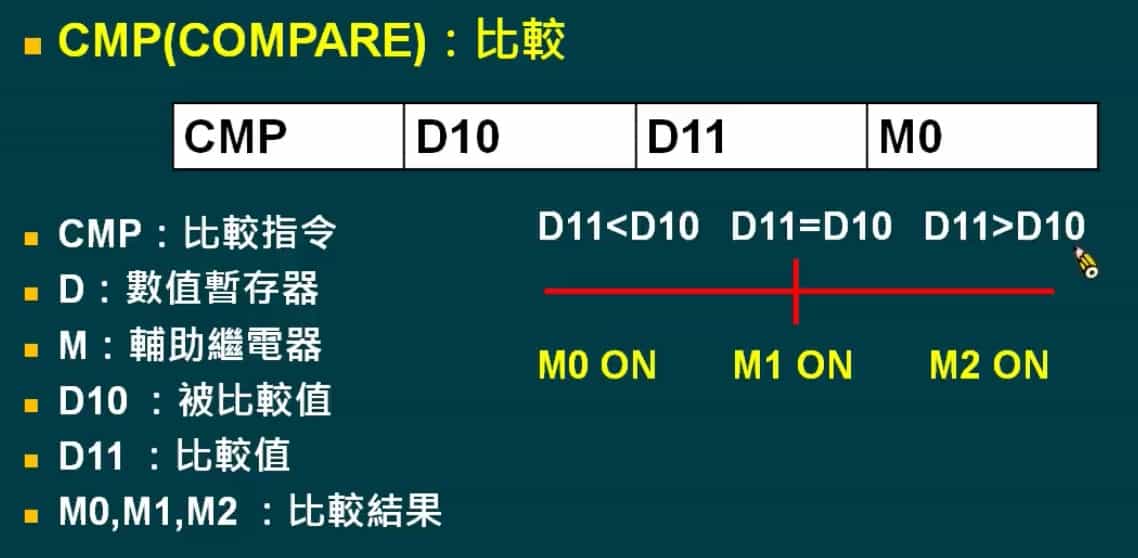 CMP(COMPARE)：比較
CMP D10 D11 M0
CMP：比較指令
D：數值暫存器
M：輔助繼電器
D10 ：被比較值
D11 ：比較值
M0,M1,M2 ：比較結果
D11<D10 D11=D10 D11>D10
M0 ON M1 ON M2 ON